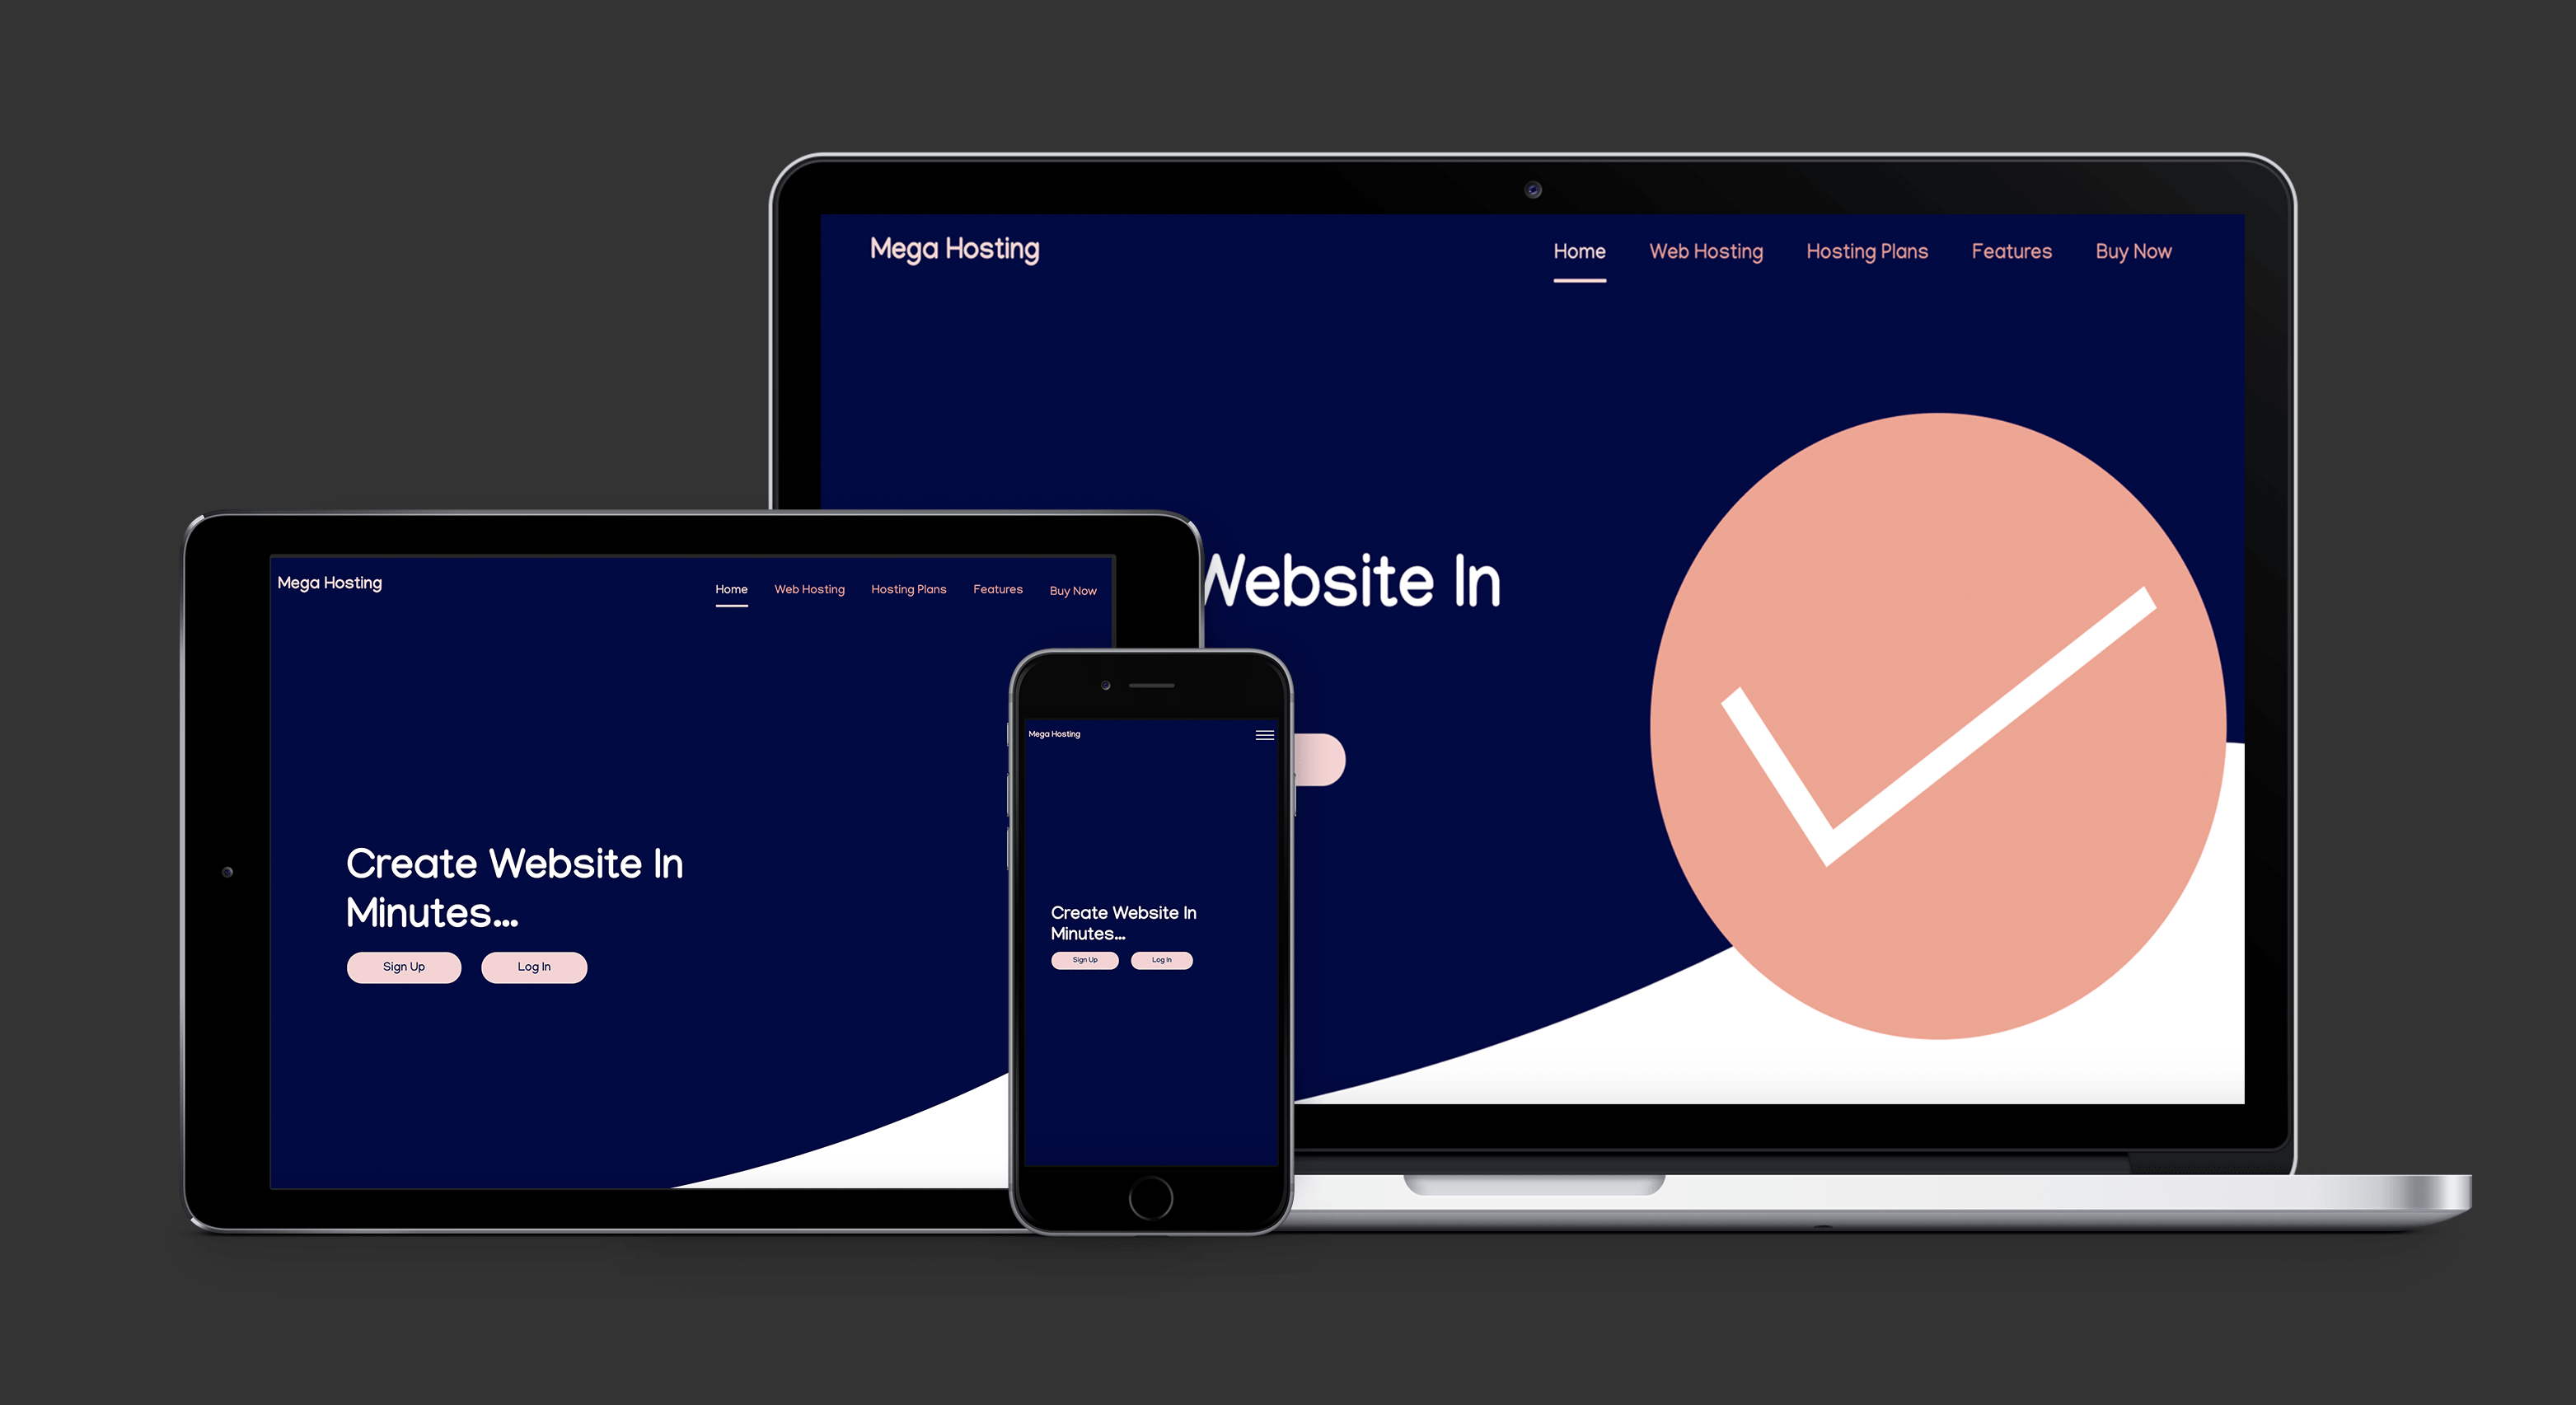 Mega Hosting
Home Web Hosting Hosting Plans Features Buy Now
Website In
Mega Hosting
Home Web Hosting Hosting Plans Features Buy Now
Create Website In
Minutes...
Sign Up Log In
Mega Hosting
Create Website In
Minutes...
Sign Up Log In